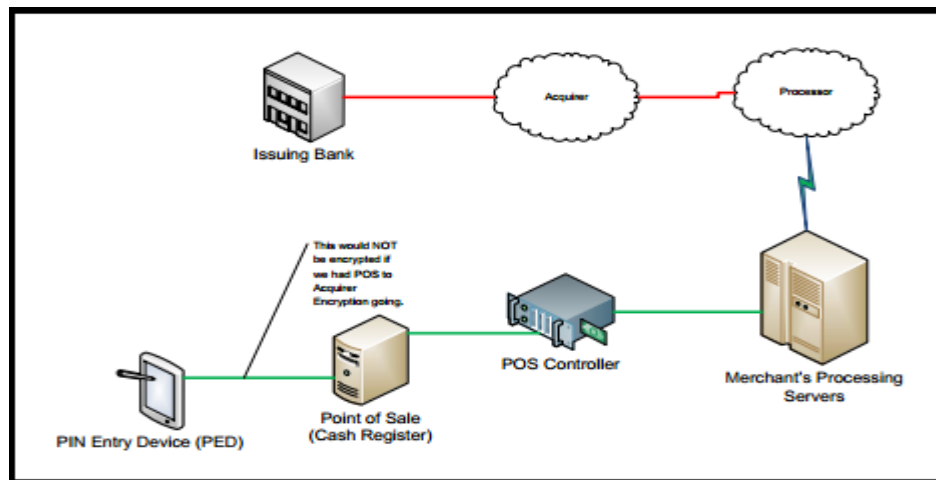 Acquirer
Processor
Issuing Bank
This would NOT
be encrypted if
we had POS to
Acquirer
Encryption going.
POS Controller
Merchant's Processing
Servers
Point of Sale
(Cash Register)
PIN Entry Device (PED)